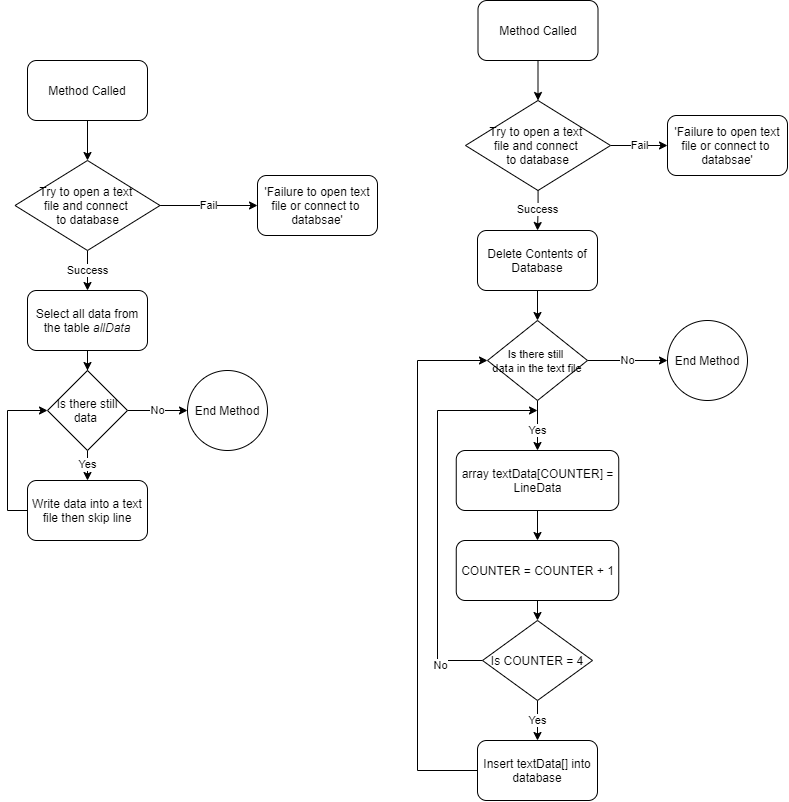 Method Called
Try to open a text
file and connect
to database
Fail
'Failure to open text
file or connect to
databsae'
Success
Select all data from
the table allData
Is there still
data
No
End Method
Yes
Write data into a text
file then skip line
Method Called
Try to open a text
file and connect
to database
Fail
'Failure to open text
file or connect to
databsae'
Success
Delete Contents of
Database
Is there still
data in the text file
No
End Method
Yes
array textData[COUNTER] =
LineData
COUNTER = COUNTER + 1
Is COUNTER = 4
No
Yes
Insert textData[] into
database